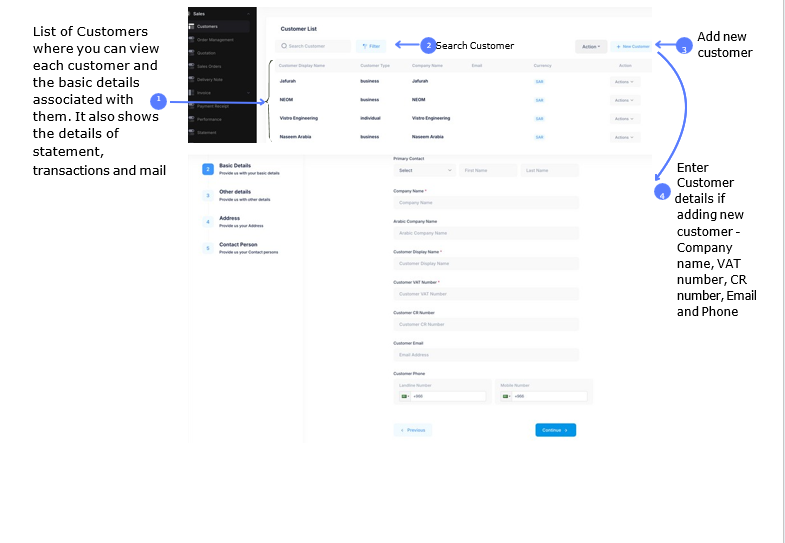 List of Customers
where you can view
each customer and
the basic details
associated with
them. It also shows
the details of
statement,
transactions and mail
1
Sales
Customers
Order Management
Quotation
Sales Orders
Delivery Note
Invoice
Payment Receipt
Performance
Statement
Customer List
Search Customer
Filter
2
Search Customer
Action
+ New Customer
3
Add new
customer
Customer Display Name Customer Type Company Name Email Currency Action
Jafurah business Jafurah SAR Actions
NEOM business NEOM SAR Actions
Vistro Engineering individual Vistro Engineering SAR Actions
Naseem Arabia business Naseem Arabia SAR Actions
2 Basic Details
Provide us with your basic details
3 Other details
Provide us with other details
4 Address
Provide us your Address
5 Contact Person
Provide us your Contact persons
Primary Contact
Select First Name Last Name
Company Name *
Company Name
Arabic Company Name
Arabic Company Name
Customer Display Name *
Customer Display Name
Customer VAT Number *
Customer VAT Number
Customer CR Number
Customer CR Number
Customer Email
Email Address
Customer Phone
Landline Number Mobile Number
+966 +966
Previous
Continue
4
Enter
Customer
details if
adding new
customer -
Company
name, VAT
number, CR
number, Email
and Phone